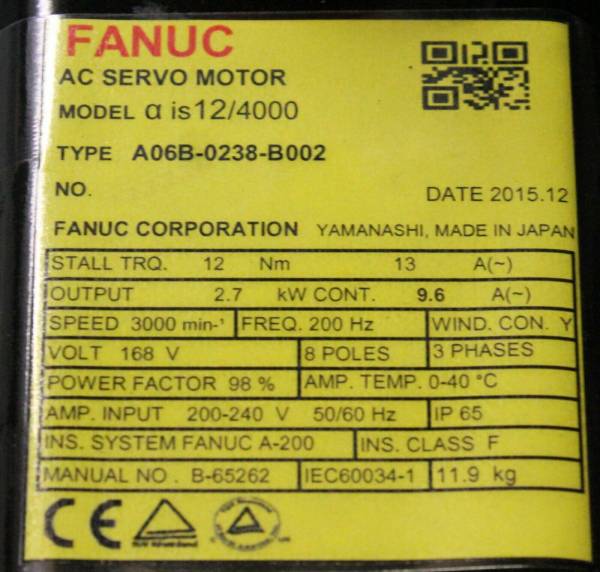 FANUC
AC SERVO MOTOR
MODEL α is12/4000
TYPE A06B-0238-B002
NO.
DATE 2015.12
FANUC CORPORATION YAMANASHI, MADE IN JAPAN
STALL TRQ. 12 Nm 13 A(~)
OUTPUT 2.7 kW CONT. 9.6 A(~)
SPEED 3000 min-¹ FREQ. 200 Hz WIND. CON. Y
VOLT 168 V 8 POLES 3 PHASES
POWER FACTOR 98 % AMP. TEMP. 0-40 °C
AMP. INPUT 200-240 V 50/60 Hz IP 65
INS. SYSTEM FANUC A-200 INS. CLASS F
MANUAL NO . B-65262 IEC60034-1 11.9 kg
CE